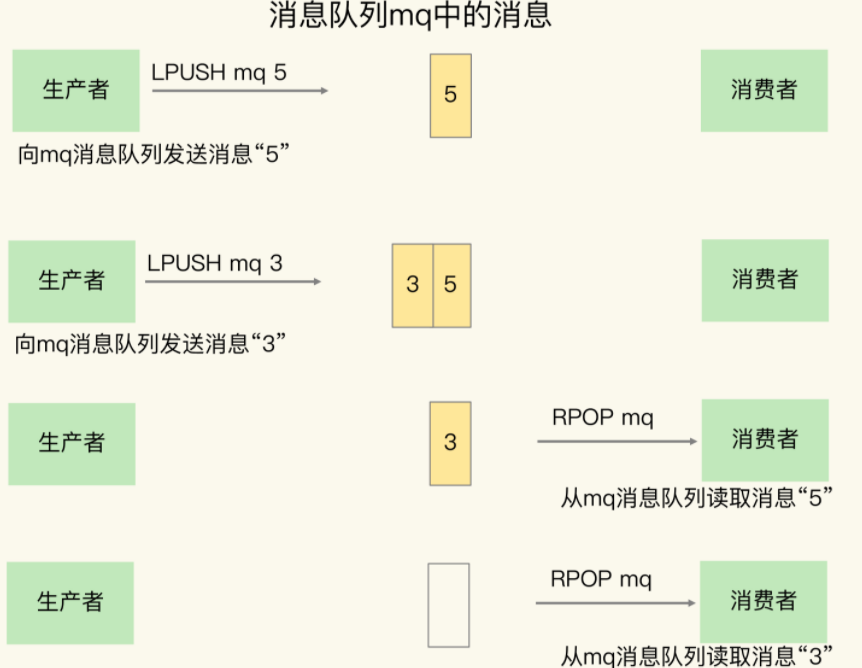 消息队列mq中的消息
生产者
LPUSH mq 5
5
消费者
向mq消息队列发送消息“5”
生产者
LPUSH mq 3
3 5
消费者
向mq消息队列发送消息“3”
生产者
3
RPOP mq
消费者
从mq消息队列读取消息“5”
生产者
RPOP mq
消费者
从mq消息队列读取消息“3”